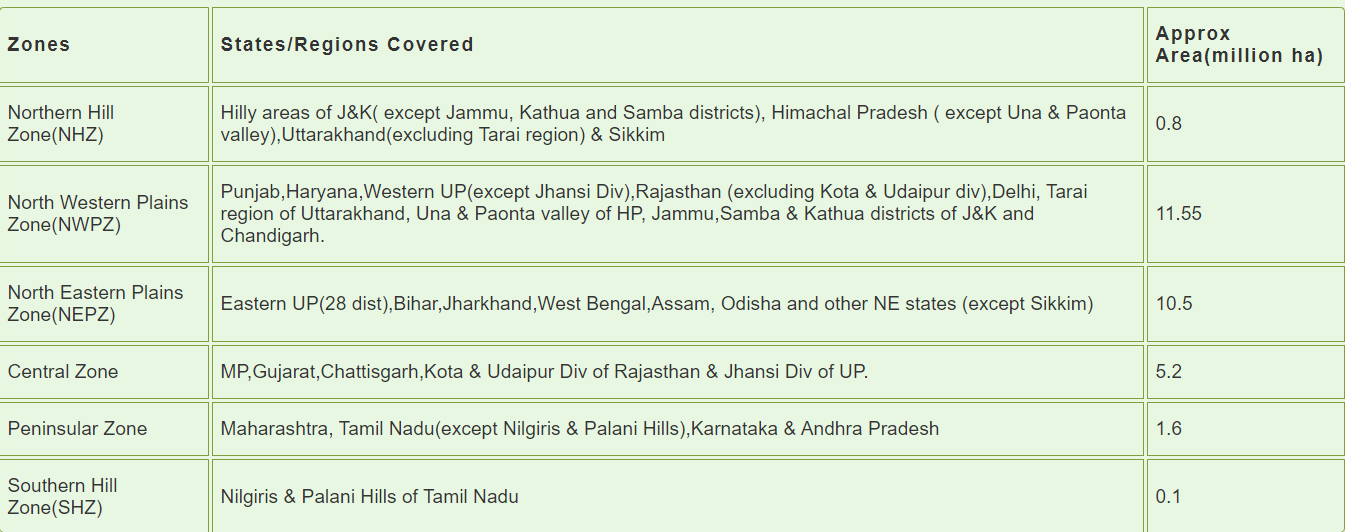 Zones
States/Regions Covered
Approx
Area(million ha)
Northern Hill
Zone(NHZ)
Hilly areas of J&K( except Jammu, Kathua and Samba districts), Himachal Pradesh ( except Una & Paonta
valley),Uttarakhand(excluding Tarai region) & Sikkim
0.8
North Western Plains
Zone(NWPZ)
Punjab,Haryana,Western UP(except Jhansi Div),Rajasthan (excluding Kota & Udaipur div),Delhi, Tarai
region of Uttarakhand, Una & Paonta valley of HP, Jammu,Samba & Kathua districts of J&K and
Chandigarh.
11.55
North Eastern Plains
Zone(NEPZ)
Eastern UP(28 dist),Bihar,Jharkhand,West Bengal,Assam, Odisha and other NE states (except Sikkim)
10.5
Central Zone
MP,Gujarat,Chattisgarh,Kota & Udaipur Div of Rajasthan & Jhansi Div of UP.
5.2
Peninsular Zone
Maharashtra, Tamil Nadu(except Nilgiris & Palani Hills),Karnataka & Andhra Pradesh
1.6
Southern Hill
Zone(SHZ)
Nilgiris & Palani Hills of Tamil Nadu
0.1